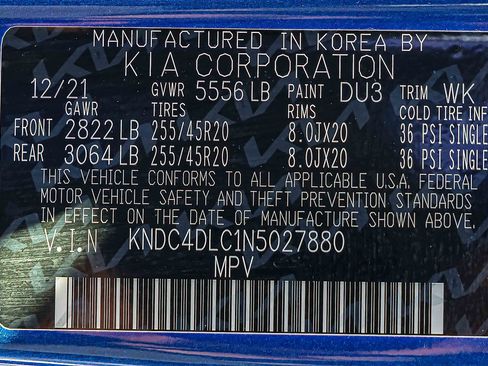 MANUFACTURED IN KOREA BY
KIA CORPORATION
12/21 GVWR 5556 LB PAINT DU3 TRIM WK
GAWR TIRES RIMS COLD TIRE INF
FRONT 2822 LB 255/45R20 8.0JX20 36 PSI SINGLE
REAR 3064 LB 255/45R20 8.0JX20 36 PSI SINGLE
THIS VEHICLE CONFORMS TO ALL APPLICABLE U.S.A. FEDERAL
MOTOR VEHICLE SAFETY AND THEFT PREVENTION STANDARDS
IN EFFECT ON THE DATE OF MANUFACTURE SHOWN ABOVE.
V.I.N KNDC4DLC1N5027880
MPV